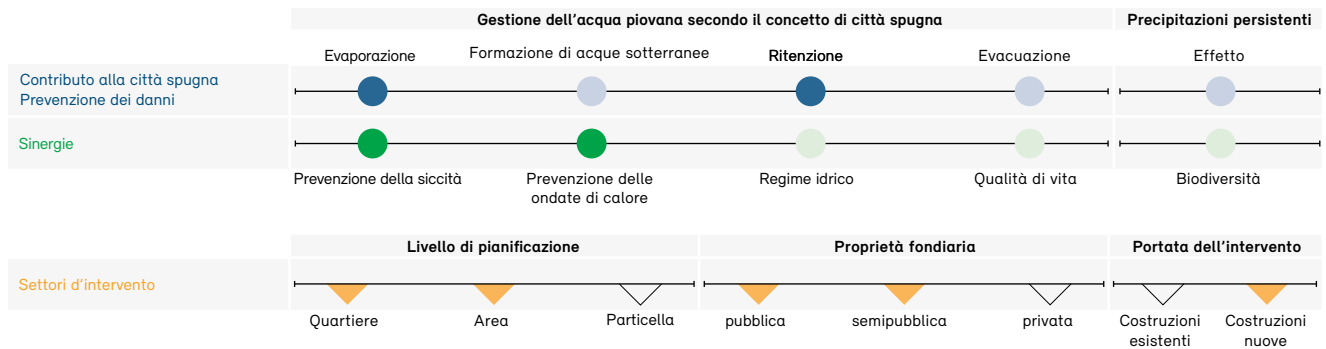 Gestione dell'acqua piovana secondo il concetto di città spugna
Precipitazioni persistenti
Evaporazione
Formazione di acque sotterranee
Ritenzione
Evacuazione
Effetto
Contributo alla città spugna
Prevenzione dei danni
Sinergie
Prevenzione della siccità
Prevenzione delle
ondate di calore
Regime idrico
Qualità di vita
Biodiversità
Livello di pianificazione
Proprietà fondiaria
Portata dell'intervento
Settori d'intervento
Quartiere
Area
Particella
pubblica
semipubblica
privata
Costruzioni
esistenti
Costruzioni
nuove